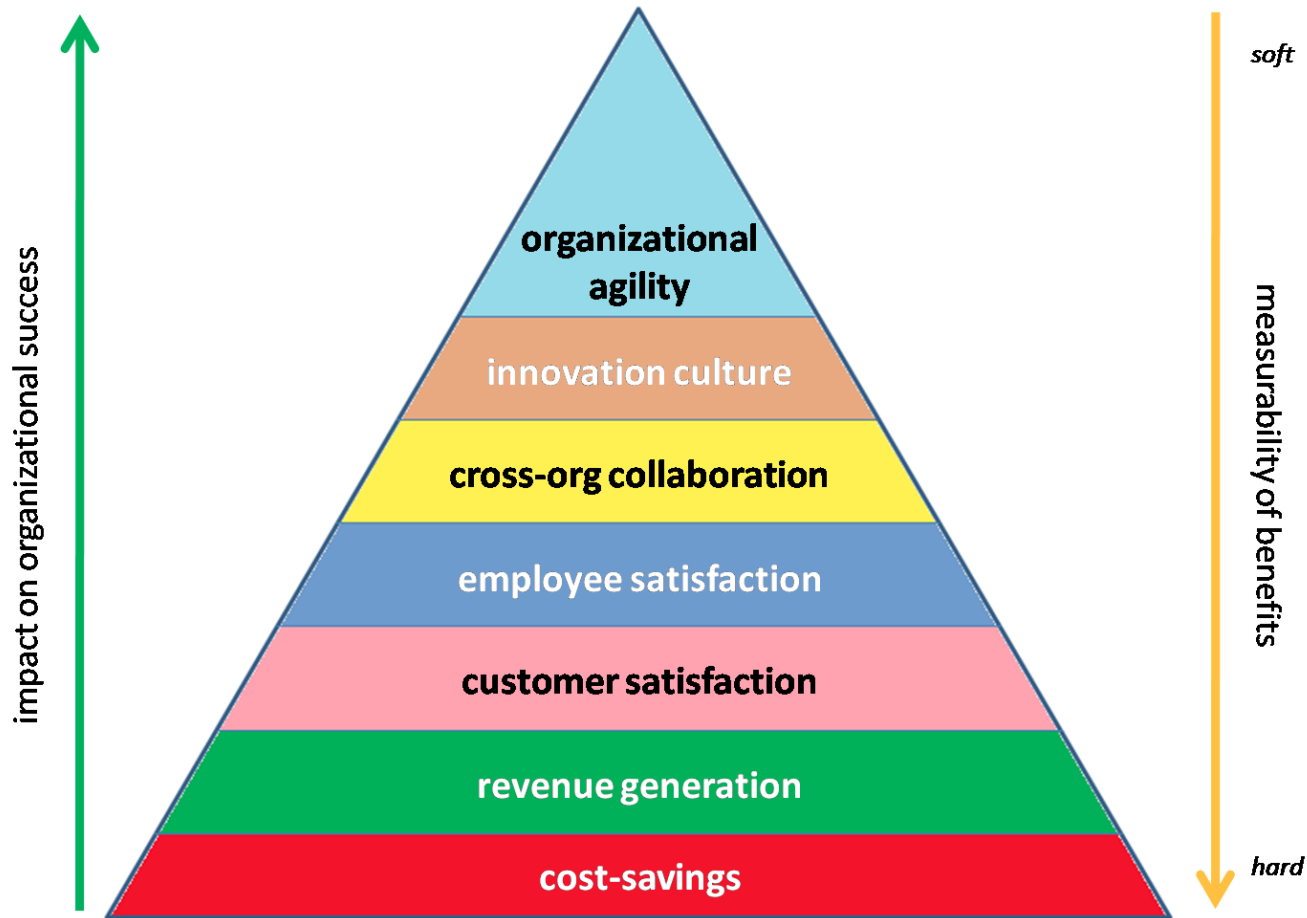 impact on organizational success
soft
organizational
agility
innovation culture
cross-org collaboration
employee satisfaction
customer satisfaction
revenue generation
cost-savings
measurability of benefits
hard